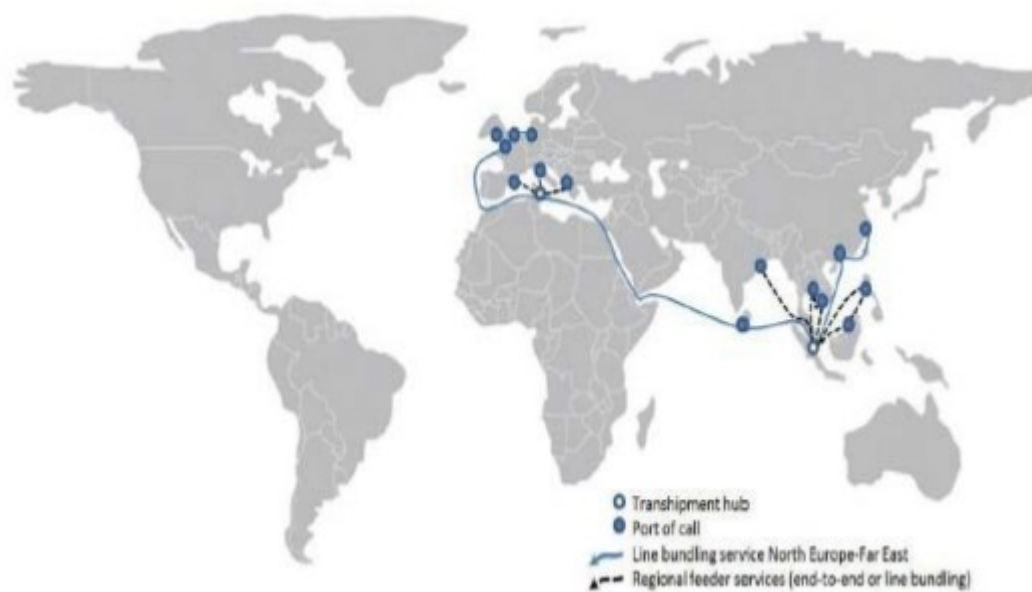 Transhipment hub
Port of call
Line bundling service North Europe-Far East
Regional feeder services (end-to-end or line bundling)